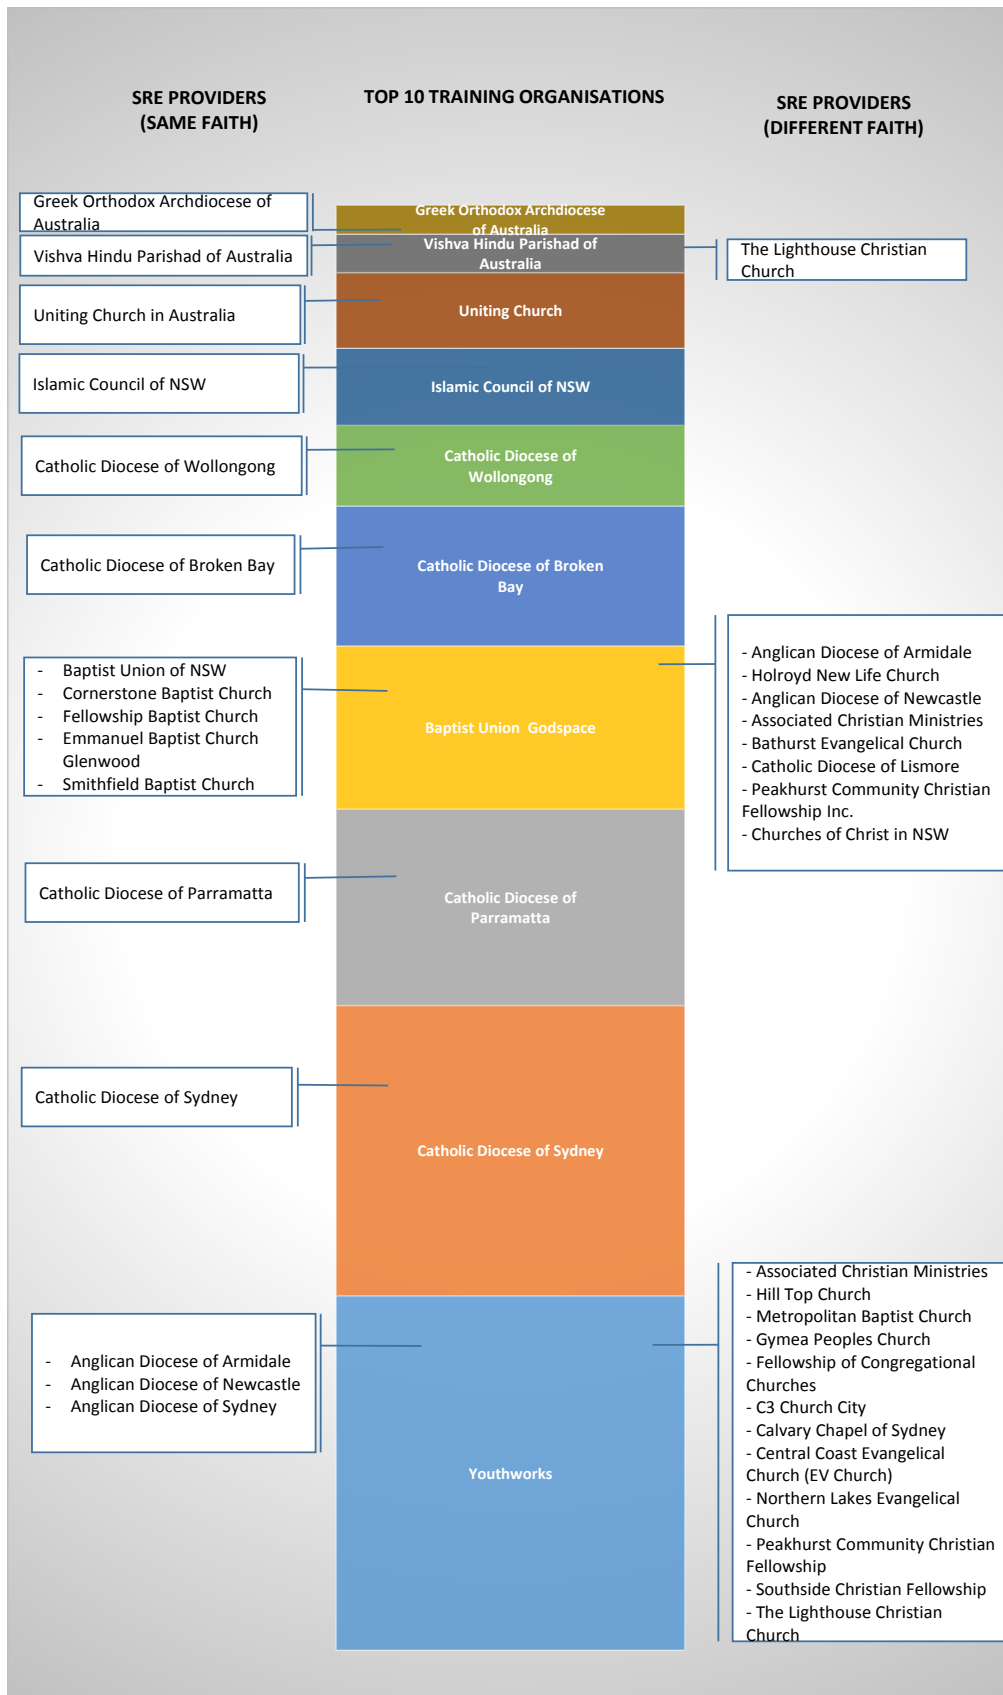 SRE PROVIDERS
(SAME FAITH)
TOP 10 TRAINING ORGANISATIONS
SRE PROVIDERS
(DIFFERENT FAITH)
Greek Orthodox Archdiocese of
Australia
Vishva Hindu Parishad of Australia
Uniting Church in Australia
Islamic Council of NSW
Catholic Diocese of Wollongong
Catholic Diocese of Broken Bay
- Baptist Union of NSW
- Cornerstone Baptist Church
- Fellowship Baptist Church
- Emmanuel Baptist Church
Glenwood
- Smithfield Baptist Church
Catholic Diocese of Parramatta
Catholic Diocese of Sydney
- Anglican Diocese of Armidale
- Anglican Diocese of Newcastle
- Anglican Diocese of Sydney
Greek Orthodox Archdiocese
of Australia
Vishva Hindu Parishad of
Australia
Uniting Church
Islamic Council of NSW
Catholic Diocese of
Wollongong
Catholic Diocese of Broken
Bay
Baptist Union Godspace
Catholic Diocese of
Parramatta
Catholic Diocese of Sydney
Youthworks
The Lighthouse Christian
Church
- Anglican Diocese of Armidale
- Holroyd New Life Church
- Anglican Diocese of Newcastle
- Associated Christian Ministries
- Bathurst Evangelical Church
- Catholic Diocese of Lismore
- Peakhurst Community Christian
Fellowship Inc.
- Churches of Christ in NSW
- Associated Christian Ministries
- Hill Top Church
- Metropolitan Baptist Church
- Gymea Peoples Church
- Fellowship of Congregational
Churches
- C3 Church City
- Calvary Chapel of Sydney
- Central Coast Evangelical
Church (EV Church)
- Northern Lakes Evangelical
Church
- Peakhurst Community Christian
Fellowship
- Southside Christian Fellowship
- The Lighthouse Christian
Church